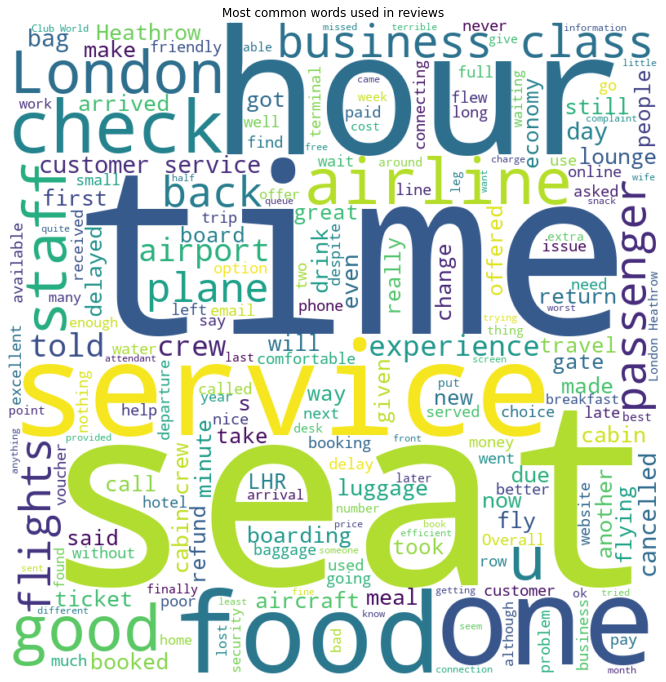 Most common words used in reviews
Club World
missed
terrible
information
bag
Heathrow
friendly
able
business class
give
little
London
hour
make
never
work
arrived
got
terminal
full
connecting
go
people
check
well
paid
week
came
flew
long
waiting
economy
still
find
cost
free
around
complaint
day
customer service
wait
airline
charge
use
lounge
wife
staff
small
half
offer
queue
line
leg
want
online
snack
first
back
trip
great
asked
passenger
available
quite
received
delayed
board
two
drink
despite
even
really
change
offered
extra
issue
many
airport
option
time
need
plane
left
email
phone
thing
trying
return
enough
say
worst
London Heathrow
told
water
crew
last
will
experience
travel
excellent
attendant
comfortable
screen
gate
service
called
way
given
new
put
made
breakfast
point
nothing
help
departure
year
s
nice
next
served
choice
late
best
anything
provided
take
desk
front
booking
money
cabin
flights
voucher
call
cabin crew
minute
delay
went
due
seat
hotel
LHR
later
better
now
another
flying
cancelled
arrival
luggage
website
said
refund
number
fly
sent
found
without
boarding
price
efficient
book
took
Overall
row
u
baggage
someone
used
going
ticket
finally
poor
aircraft
meal
fine
getting
customer
ok
tried
different
least
good
food
one
home
lost
security
bad
know
seem
although
problem
business
pay
much
booked
connection
month